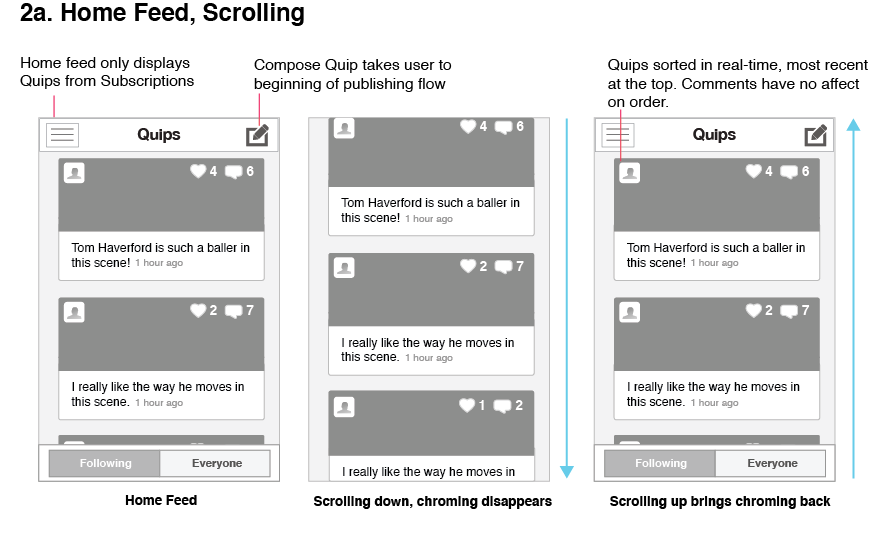 2a. Home Feed, Scrolling
Home feed only displays
Quips from Subscriptions
Compose Quip takes user to
beginning of publishing flow
Quips sorted in real-time, most recent
at the top. Comments have no affect
on order.
Quips
4 6
Tom Haverford is such a baller in
this scene! 1 hour ago
2 7
I really like the way he moves in
this scene. 1 hour ago
Following Everyone
Home Feed
4 6
Tom Haverford is such a baller in
this scene! 1 hour ago
2 7
I really like the way he moves in
this scene. 1 hour ago
1 2
I really like the way he moves in
Scrolling down, chroming disappears
Quips
4 6
Tom Haverford is such a baller in
this scene! 1 hour ago
2 7
I really like the way he moves in
this scene. 1 hour ago
Following Everyone
Scrolling up brings chroming back